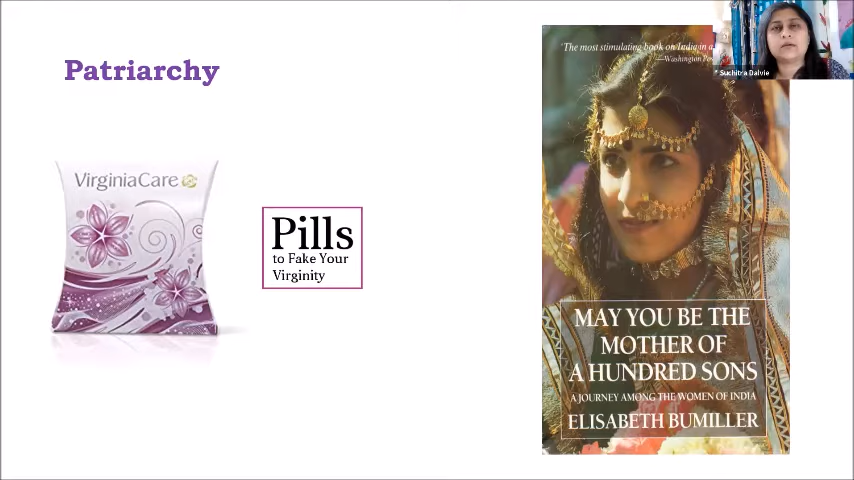 Patriarchy
VirginiaCare
Pills
to Fake Your
Virginity
'The most stimulating book on India in a
—Washington Po
MAY YOU BE THE
MOTHER OF
A HUNDRED SONS
A JOURNEY AMONG THE WOMEN OF INDIA
ELISABETH BUMILLER
Suchitra Dalvie